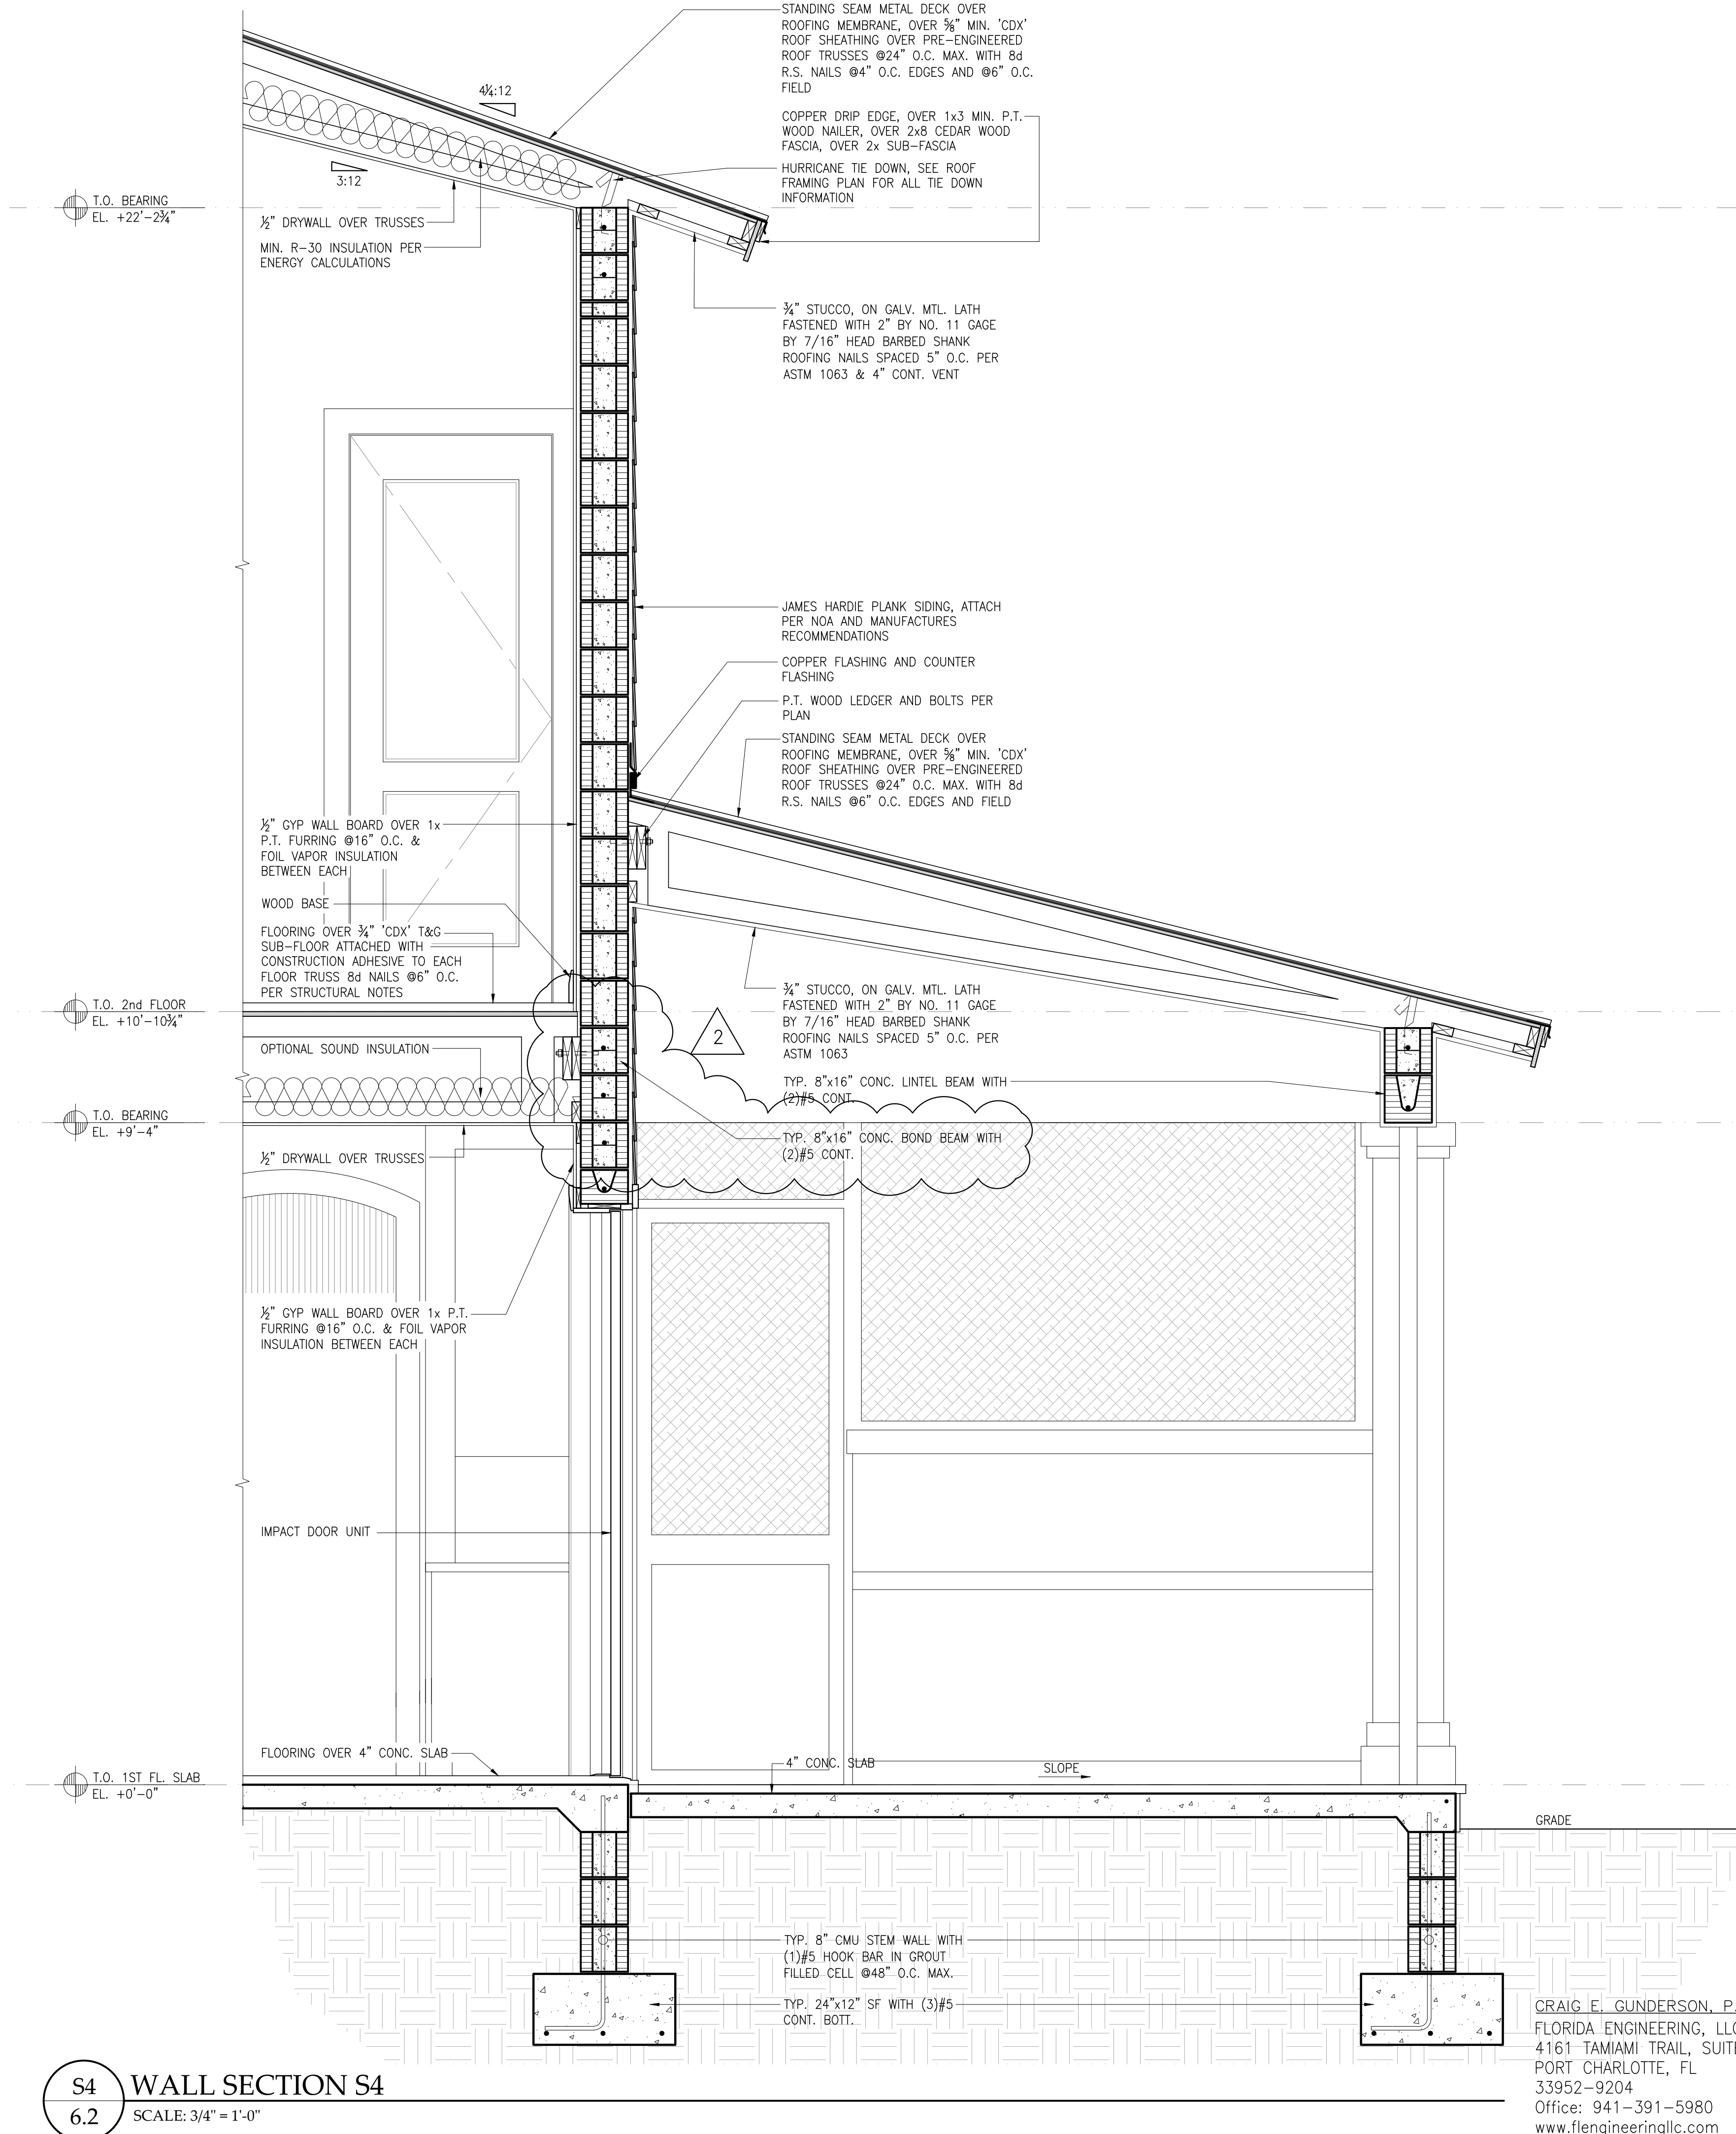 STANDING SEAM METAL DECK OVER
ROOFING MEMBRANE, OVER ⅝" MIN. 'CDX'
ROOF SHEATHING OVER PRE-ENGINEERED
ROOF TRUSSES @24" O.C. MAX. WITH 8d
R.S. NAILS @4" O.C. EDGES AND @6" O.C.
FIELD
4¼:12
COPPER DRIP EDGE, OVER 1x3 MIN. P.T.
WOOD NAILER, OVER 2x8 CEDAR WOOD
FASCIA, OVER 2x SUB-FASCIA
3:12
HURRICANE TIE DOWN, SEE ROOF
FRAMING PLAN FOR ALL TIE DOWN
INFORMATION
T.O. BEARING
EL. +22'-2¾"
½" DRYWALL OVER TRUSSES
MIN. R-30 INSULATION PER
ENERGY CALCULATIONS
¾" STUCCO, ON GALV. MTL. LATH
FASTENED WITH 2" BY NO. 11 GAGE
BY 7/16" HEAD BARBED SHANK
ROOFING NAILS SPACED 5" O.C. PER
ASTM 1063 & 4" CONT. VENT
JAMES HARDIE PLANK SIDING, ATTACH
PER NOA AND MANUFACTURES
RECOMMENDATIONS
COPPER FLASHING AND COUNTER
FLASHING
P.T. WOOD LEDGER AND BOLTS PER
PLAN
STANDING SEAM METAL DECK OVER
ROOFING MEMBRANE, OVER ⅝" MIN. 'CDX'
ROOF SHEATHING OVER PRE-ENGINEERED
ROOF TRUSSES @24" O.C. MAX. WITH 8d
R.S. NAILS @6" O.C. EDGES AND FIELD
½" GYP WALL BOARD OVER 1x
P.T. FURRING @16" O.C. &
FOIL VAPOR INSULATION
BETWEEN EACH
WOOD BASE
FLOORING OVER ¾" 'CDX' T&G
SUB-FLOOR ATTACHED WITH
CONSTRUCTION ADHESIVE TO EACH
FLOOR TRUSS 8d NAILS @6" O.C.
PER STRUCTURAL NOTES
¾" STUCCO, ON GALV. MTL. LATH
FASTENED WITH 2" BY NO. 11 GAGE
BY 7/16" HEAD BARBED SHANK
ROOFING NAILS SPACED 5" O.C. PER
ASTM 1063
T.O. 2nd FLOOR
EL. +10'-10¾"
2
OPTIONAL SOUND INSULATION
TYP. 8"x16" CONC. LINTEL BEAM WITH
(2)#5 CONT.
T.O. BEARING
EL. +9'-4"
TYP. 8"x16" CONC. BOND BEAM WITH
(2)#5 CONT.
½" DRYWALL OVER TRUSSES
½" GYP WALL BOARD OVER 1x P.T.
FURRING @16" O.C. & FOIL VAPOR
INSULATION BETWEEN EACH
IMPACT DOOR UNIT
FLOORING OVER 4" CONC. SLAB
4" CONC. SLAB
SLOPE
T.O. 1ST FL. SLAB
EL. +0'-0"
GRADE
TYP. 8" CMU STEM WALL WITH
(1)#5 HOOK BAR IN GROUT
FILLED CELL @48" O.C. MAX.
TYP. 24"x12" SF WITH (3)#5
CONT. BOTT.
CRAIG E. GUNDERSON, P.
FLORIDA ENGINEERING, LLC
4161 TAMIAMI TRAIL, SUITE
PORT CHARLOTTE, FL
33952-9204
Office: 941-391-5980
www.flengineeringllc.com
S4
6.2
WALL SECTION S4
SCALE: 3/4" = 1'-0"